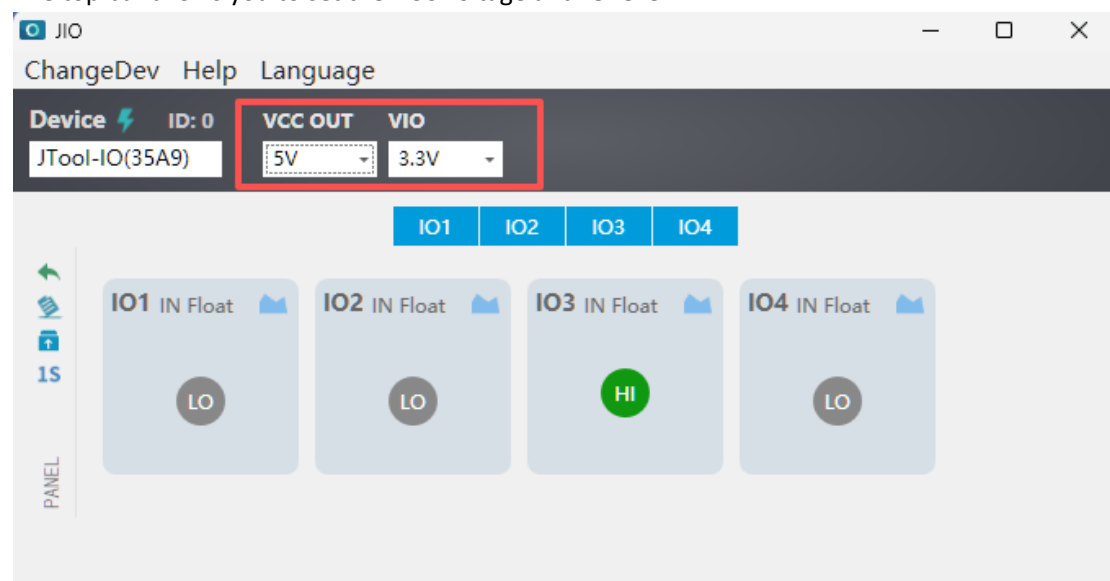 JIO
ChangeDev Help Language
Device ID: 0 VCC OUT VIO
JTool-IO(35A9) 5V 3.3V
IO1 IO2 IO3 IO4
IO1 IN Float IO2 IN Float IO3 IN Float IO4 IN Float
1S
LO LO HI LO
PANEL